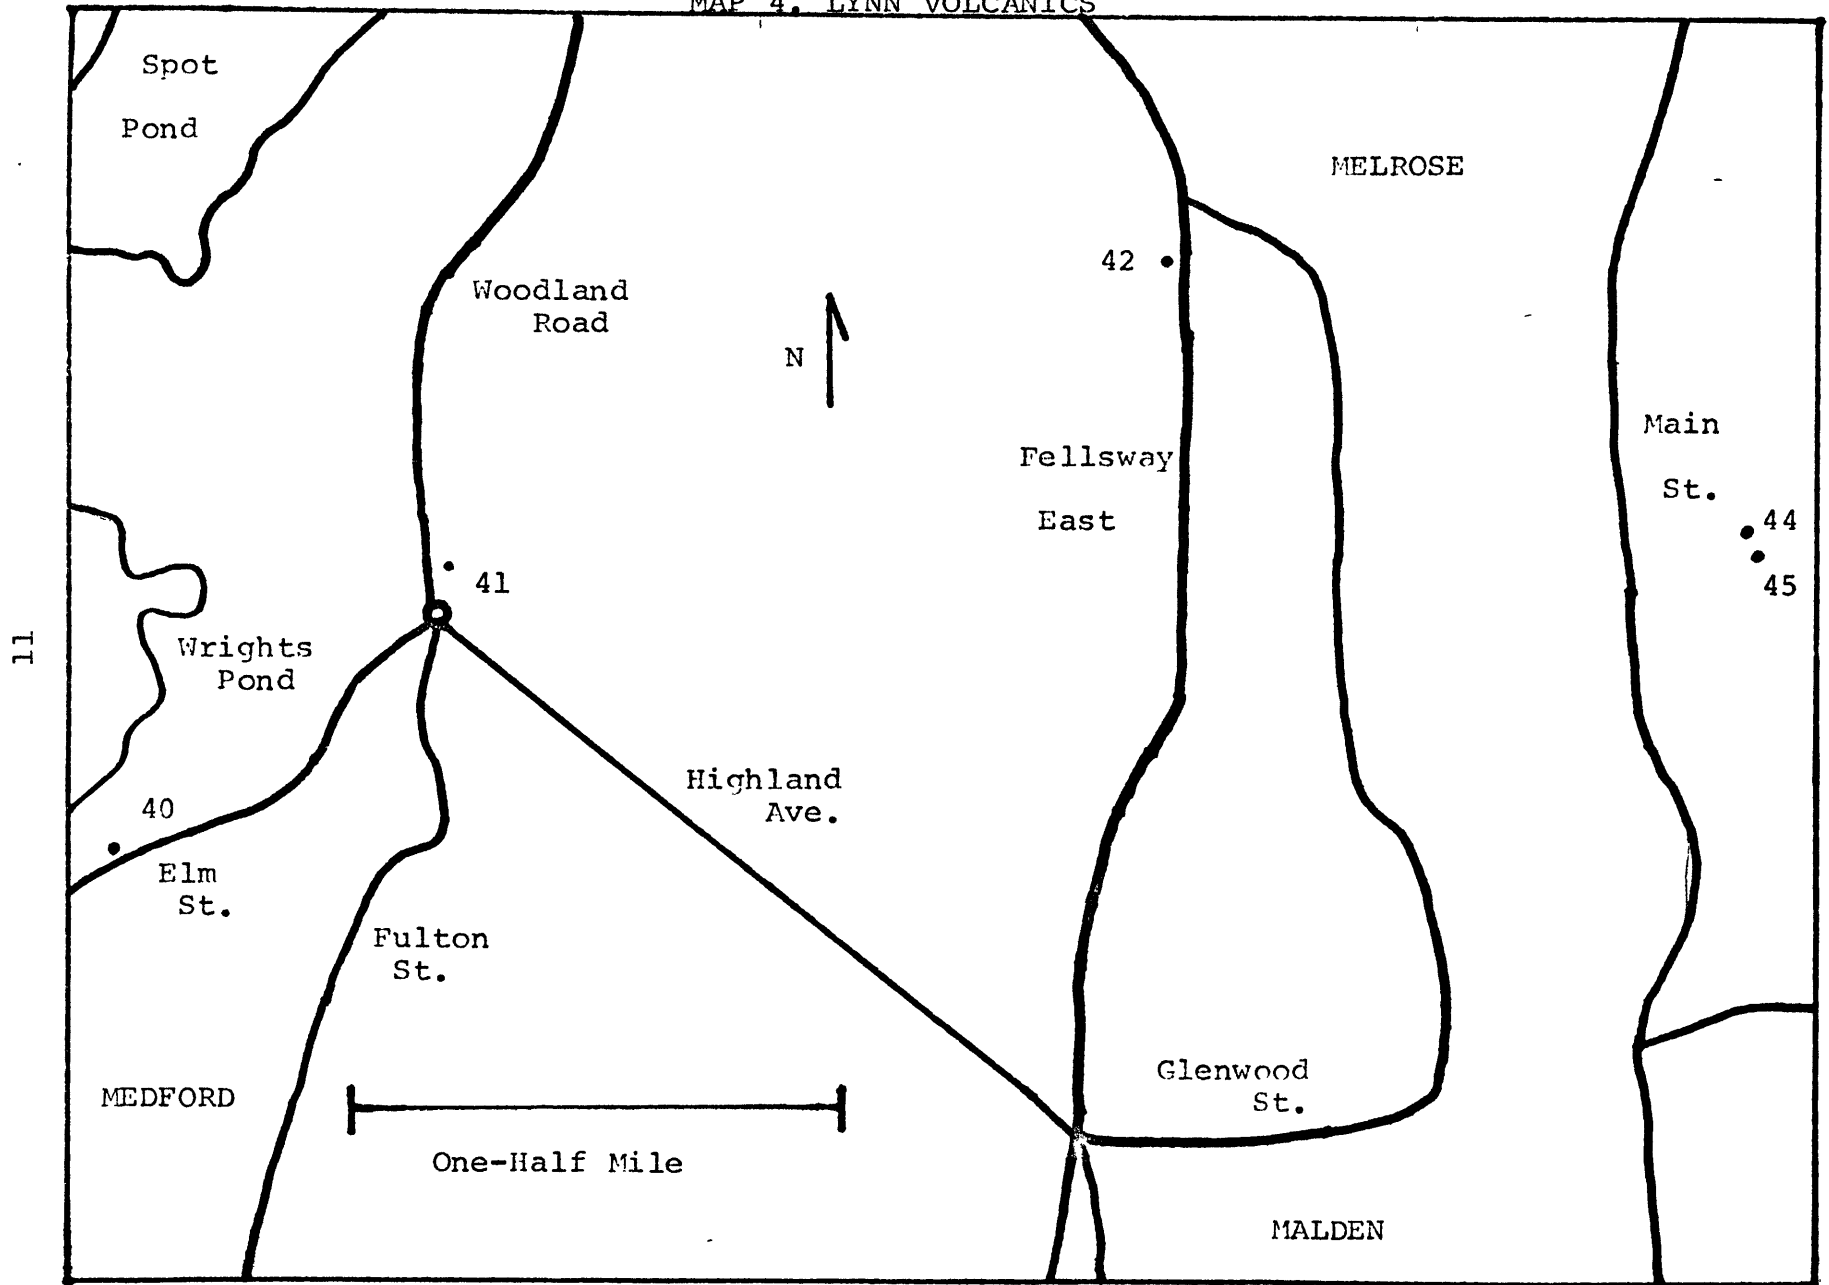 MAP 4. LYNN VOLCANICS
Spot
Pond
MELROSE
42
Woodland
Road
N
Main
St.
Fellsway
East
44
45
41
11
Wrights
Pond
Highland
Ave.
40
Elm
St.
Fulton
St.
Glenwood
St.
MEDFORD
One-Half Mile
MALDEN